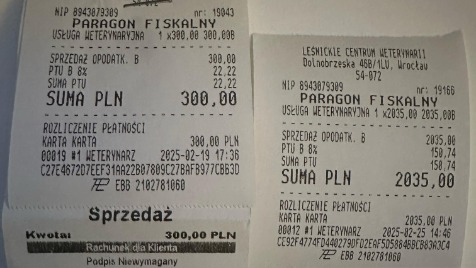 NIP 8943079309 nr: 19043
PARAGON FISKALNY
USŁUGA WETERYNARYJNA 1 x300,00 300,00B
SPRZEDAŻ OPODATK. B 300,00
PTU B 8% 22,22
SUMA PTU 22,22
SUMA PLN 300,00
ROZLICZENIE PŁATNOŚCI
KARTA KARTA 300,00 PLN
00019 #1 WETERYNARZ 2025-02-19 17:36
EBB 2102781060
Sprzedaż
Kwota: 300,00 PLN
Rachunek dla Klienta
Podpis Niewymagany
LEŚNICKIE CENTRUM WETERYNARII
Dolnobrzeska 46B/1LU, Wrocław
54-072
NIP 8943079309 nr: 19166
PARAGON FISKALNY
USŁUGA WETERYNARYJNA 1 x2035,00 2035,00B
SPRZEDAŻ OPODATK. B 2035,00
PTU B 8% 150,74
SUMA PTU 150,74
SUMA PLN 2035,00
ROZLICZENIE PŁATNOŚCI
KARTA KARTA 2035,00 PLN
00012 #1 WETERYNARZ 2025-02-25 14:46
EBB 2102781060